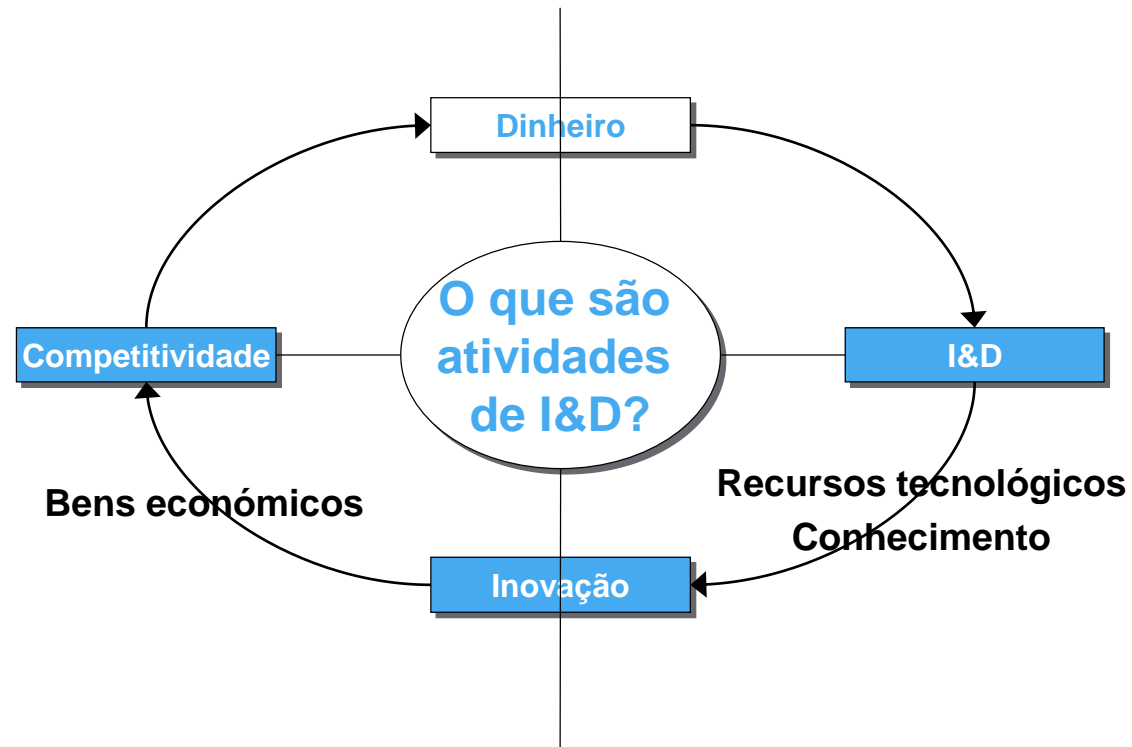 Dinheiro
O que são
atividades
de I&D?
Competitividade
I&D
Recursos tecnológicos
Conhecimento
Bens económicos
Inovação